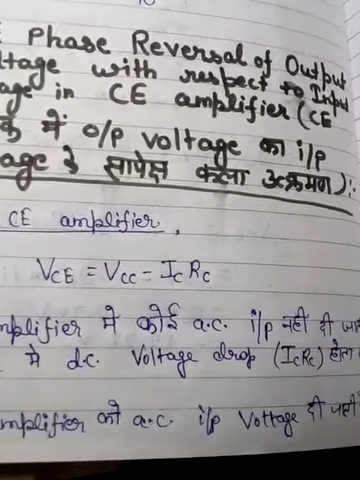 Phase Reversal of Output
ltage with respect to Input
age in CE amplifier (CE
के में o/p voltage का i/p
age के सापेक्ष कला उत्क्रमण):-
CE amplifier,
VCE = VCC - ICRC
mplifier मे कोई a.c. i/p नहीं दी जा
मे d.c. Voltage drop (ICRC) होता
mplifier को a.c. i/p Voltage दी जाती